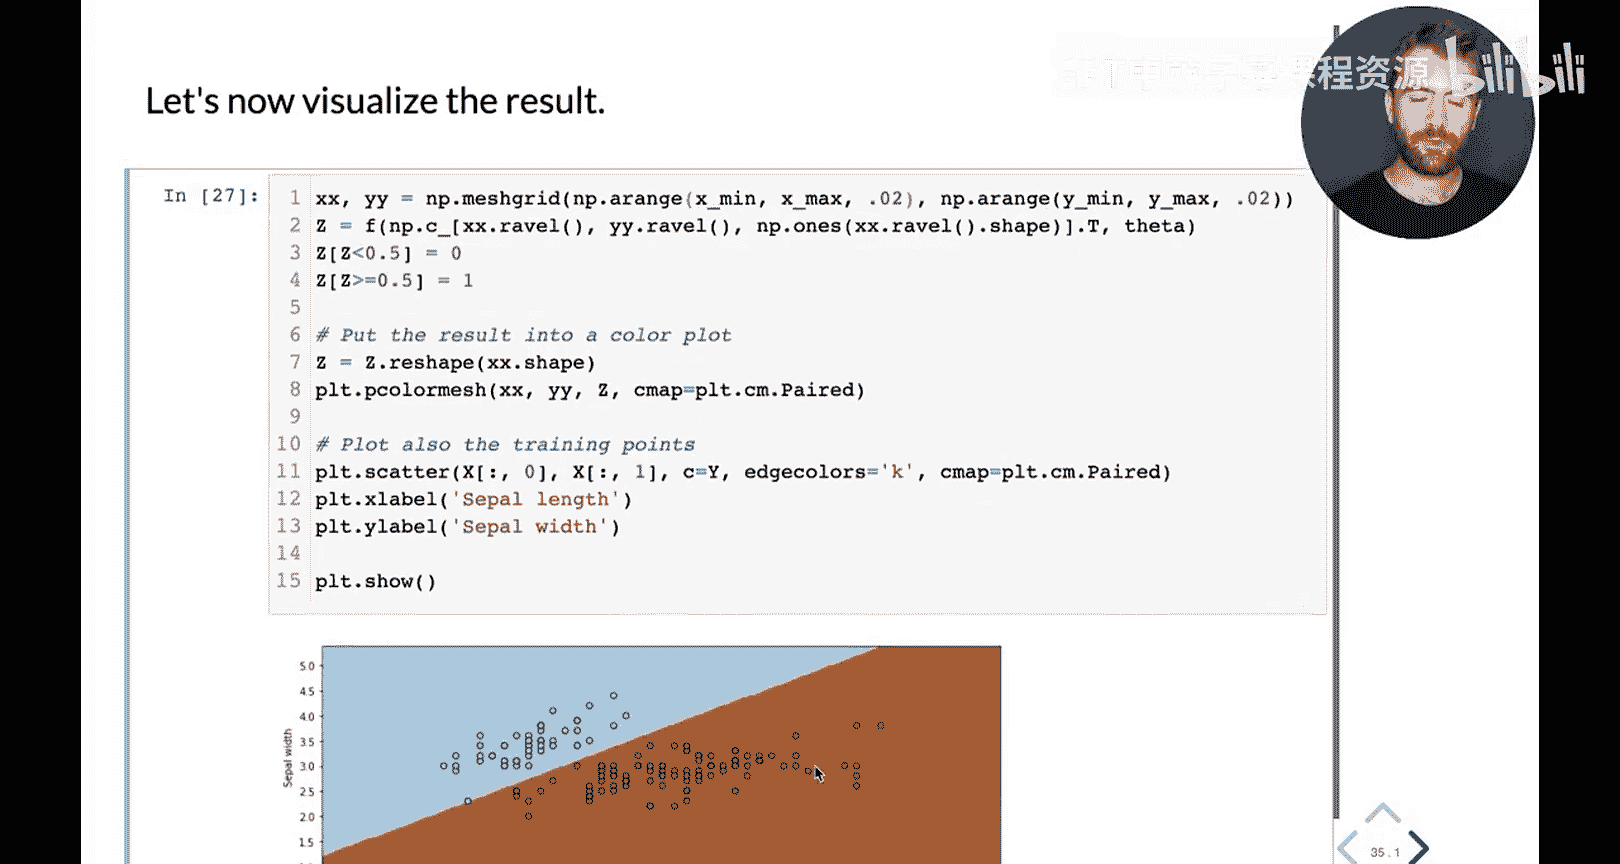 程资源 bilibili
Let's now visualize the result.
In [27]:
1 xx, yy = np.meshgrid(np.arange(x_min, x_max, .02), np.arange(y_min, y_max, .02))
2 Z = f(np.c_[xx.ravel(), yy.ravel(), np.ones(xx.ravel().shape)].T, theta)
3 Z[Z<0.5] = 0
4 Z[Z>=0.5] = 1
5
6 # Put the result into a color plot
7 Z = Z.reshape(xx.shape)
8 plt.pcolormesh(xx, yy, Z, cmap=plt.cm.Paired)
9
10 # Plot also the training points
11 plt.scatter(X[:, 0], X[:, 1], c=Y, edgecolors='k', cmap=plt.cm.Paired)
12 plt.xlabel('Sepal length')
13 plt.ylabel('Sepal width')
14
15 plt.show()
5.0
4.5
4.0
3.5
3.0
2.5
2.0
1.5
Sepal width
35.1